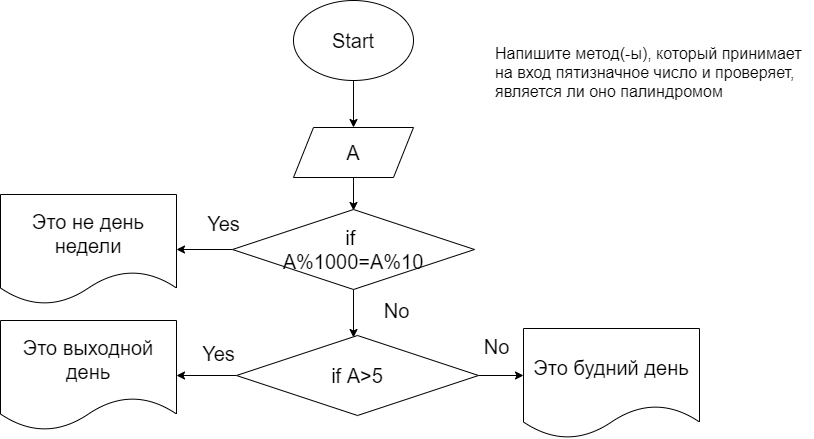 Start
Напишите метод(-ы), который принимает
на вход пятизначное число и проверяет,
является ли оно палиндромом
A
Это не день
недели
Yes
if
A%1000=A%10
No
Это выходной
день
Yes
if A>5
No
Это будний день